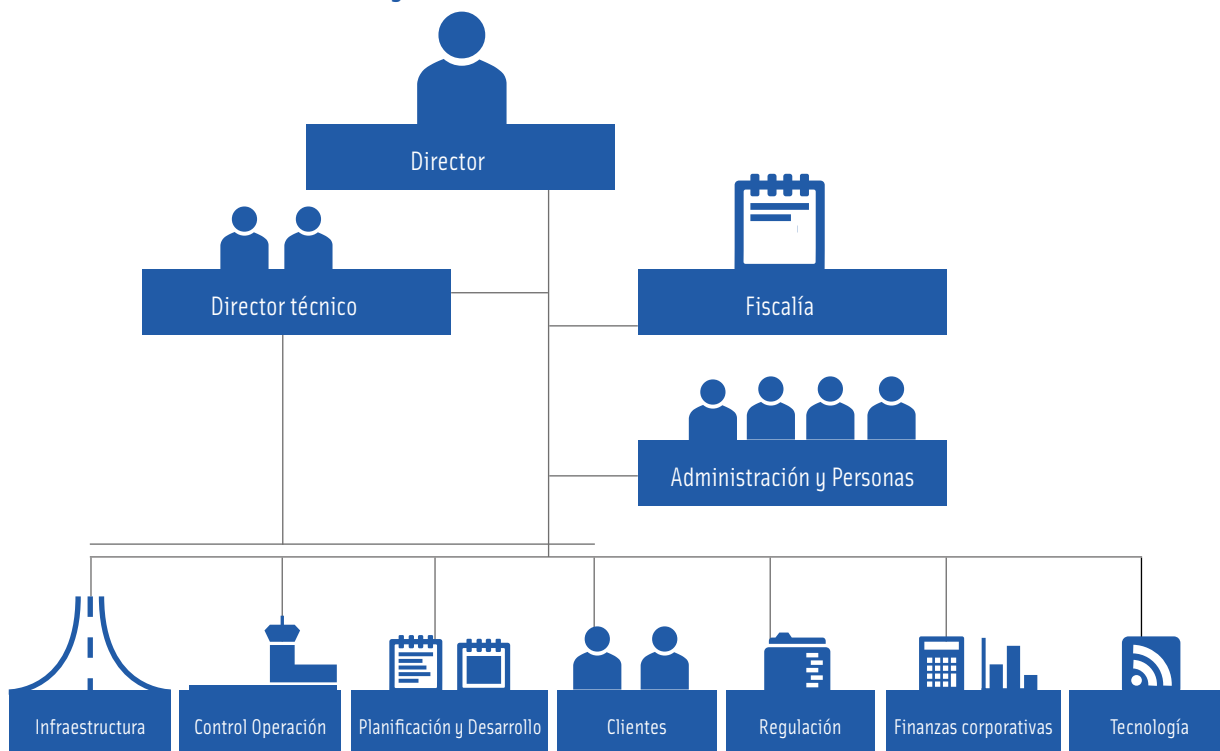 Director
Director técnico
Fiscalía
Administración y Personas
Infraestructura
Control Operación
Planificación y Desarrollo
Clientes
Regulación
Finanzas corporativas
Tecnología